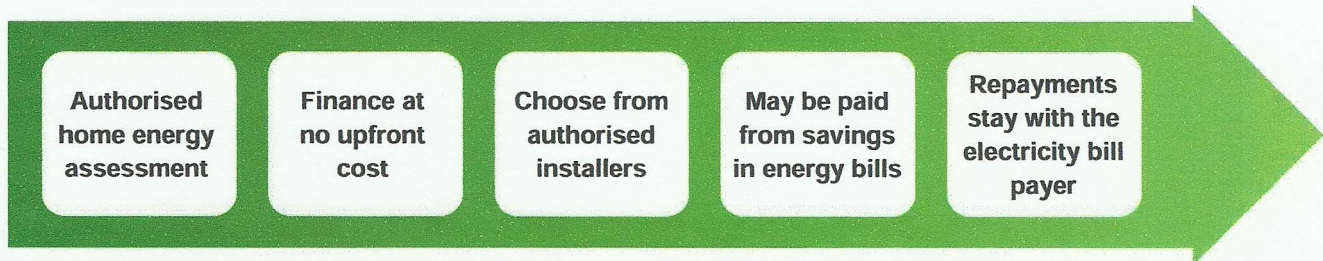 Authorised
home energy
assessment
Finance at
no upfront
cost
Choose from
authorised
installers
May be paid
from savings
in energy bills
Repayments
stay with the
electricity bill
payer